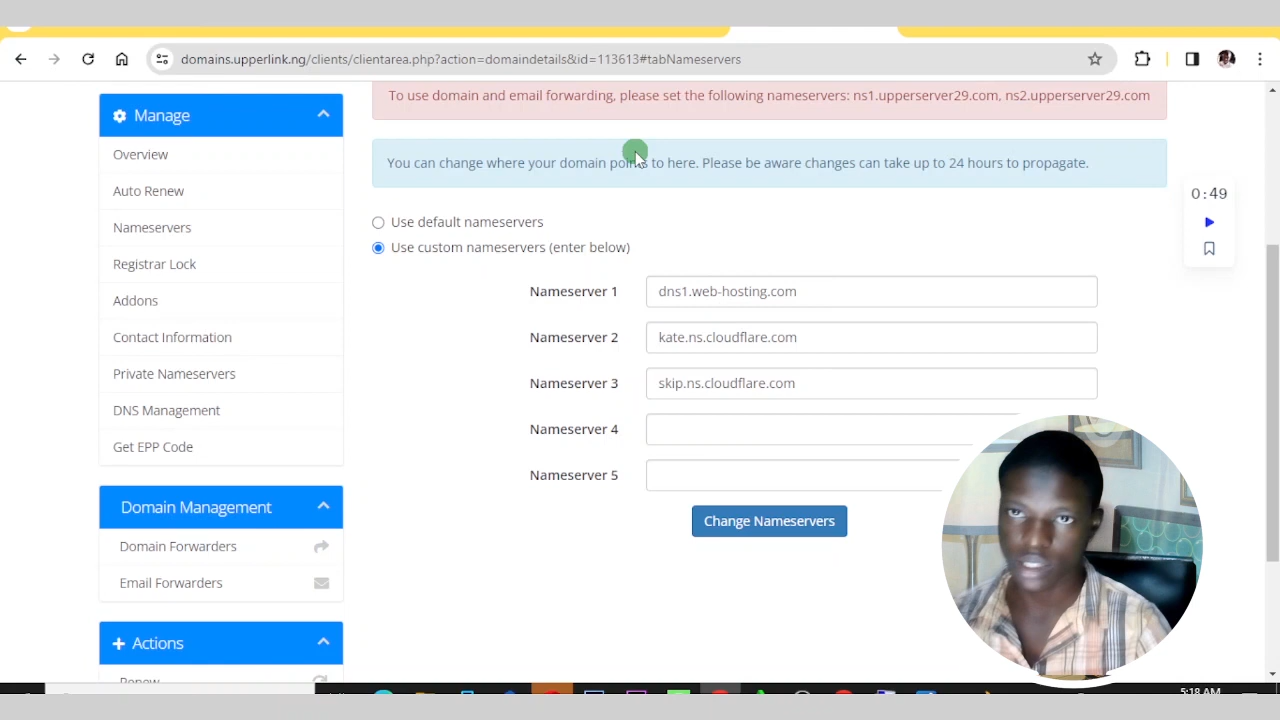 domains.upperlink.ng/clients/clientarea.php?action=domaindetails&id=113613#tabNameservers
Manage
Overview
Auto Renew
Nameservers
Registrar Lock
Addons
Contact Information
Private Nameservers
DNS Management
Get EPP Code
Domain Management
Domain Forwarders
Email Forwarders
Actions
Renew
To use domain and email forwarding, please set the following nameservers: ns1.upperserver29.com, ns2.upperserver29.com
You can change where your domain points to here. Please be aware changes can take up to 24 hours to propagate.
Use default nameservers
Use custom nameservers (enter below)
Nameserver 1 dns1.web-hosting.com
Nameserver 2 kate.ns.cloudflare.com
Nameserver 3 skip.ns.cloudflare.com
Nameserver 4
Nameserver 5
Change Nameservers
0:49
5:18 AM